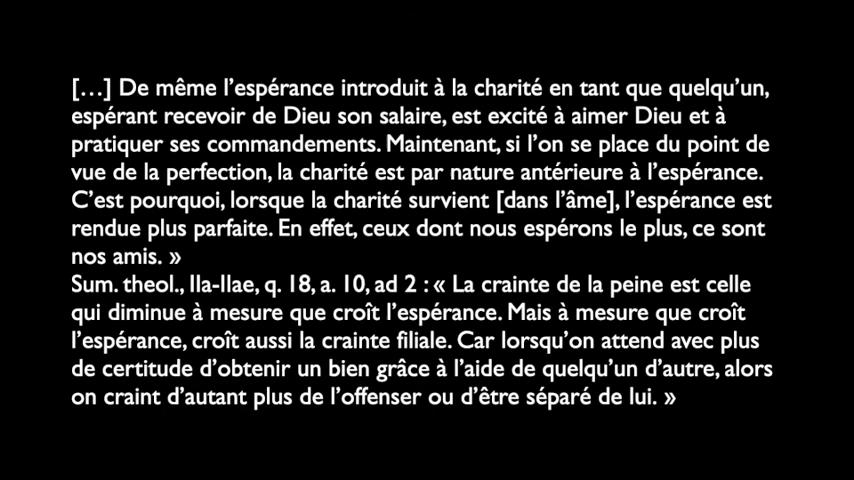 […] De même l’espérance introduit à la charité en tant que quelqu’un,
espérant recevoir de Dieu son salaire, est excité à aimer Dieu et à
pratiquer ses commandements. Maintenant, si l’on se place du point de
vue de la perfection, la charité est par nature antérieure à l’espérance.
C’est pourquoi, lorsque la charité survient [dans l’âme], l’espérance est
rendue plus parfaite. En effet, ceux dont nous espérons le plus, ce sont
nos amis. »
Sum. theol., IIa-IIae, q. 18, a. 10, ad 2 : « La crainte de la peine est celle
qui diminue à mesure que croît l’espérance. Mais à mesure que croît
l’espérance, croît aussi la crainte filiale. Car lorsqu’on attend avec plus
de certitude d’obtenir un bien grâce à l’aide de quelqu’un d’autre, alors
on craint d’autant plus de l’offenser ou d’être séparé de lui. »